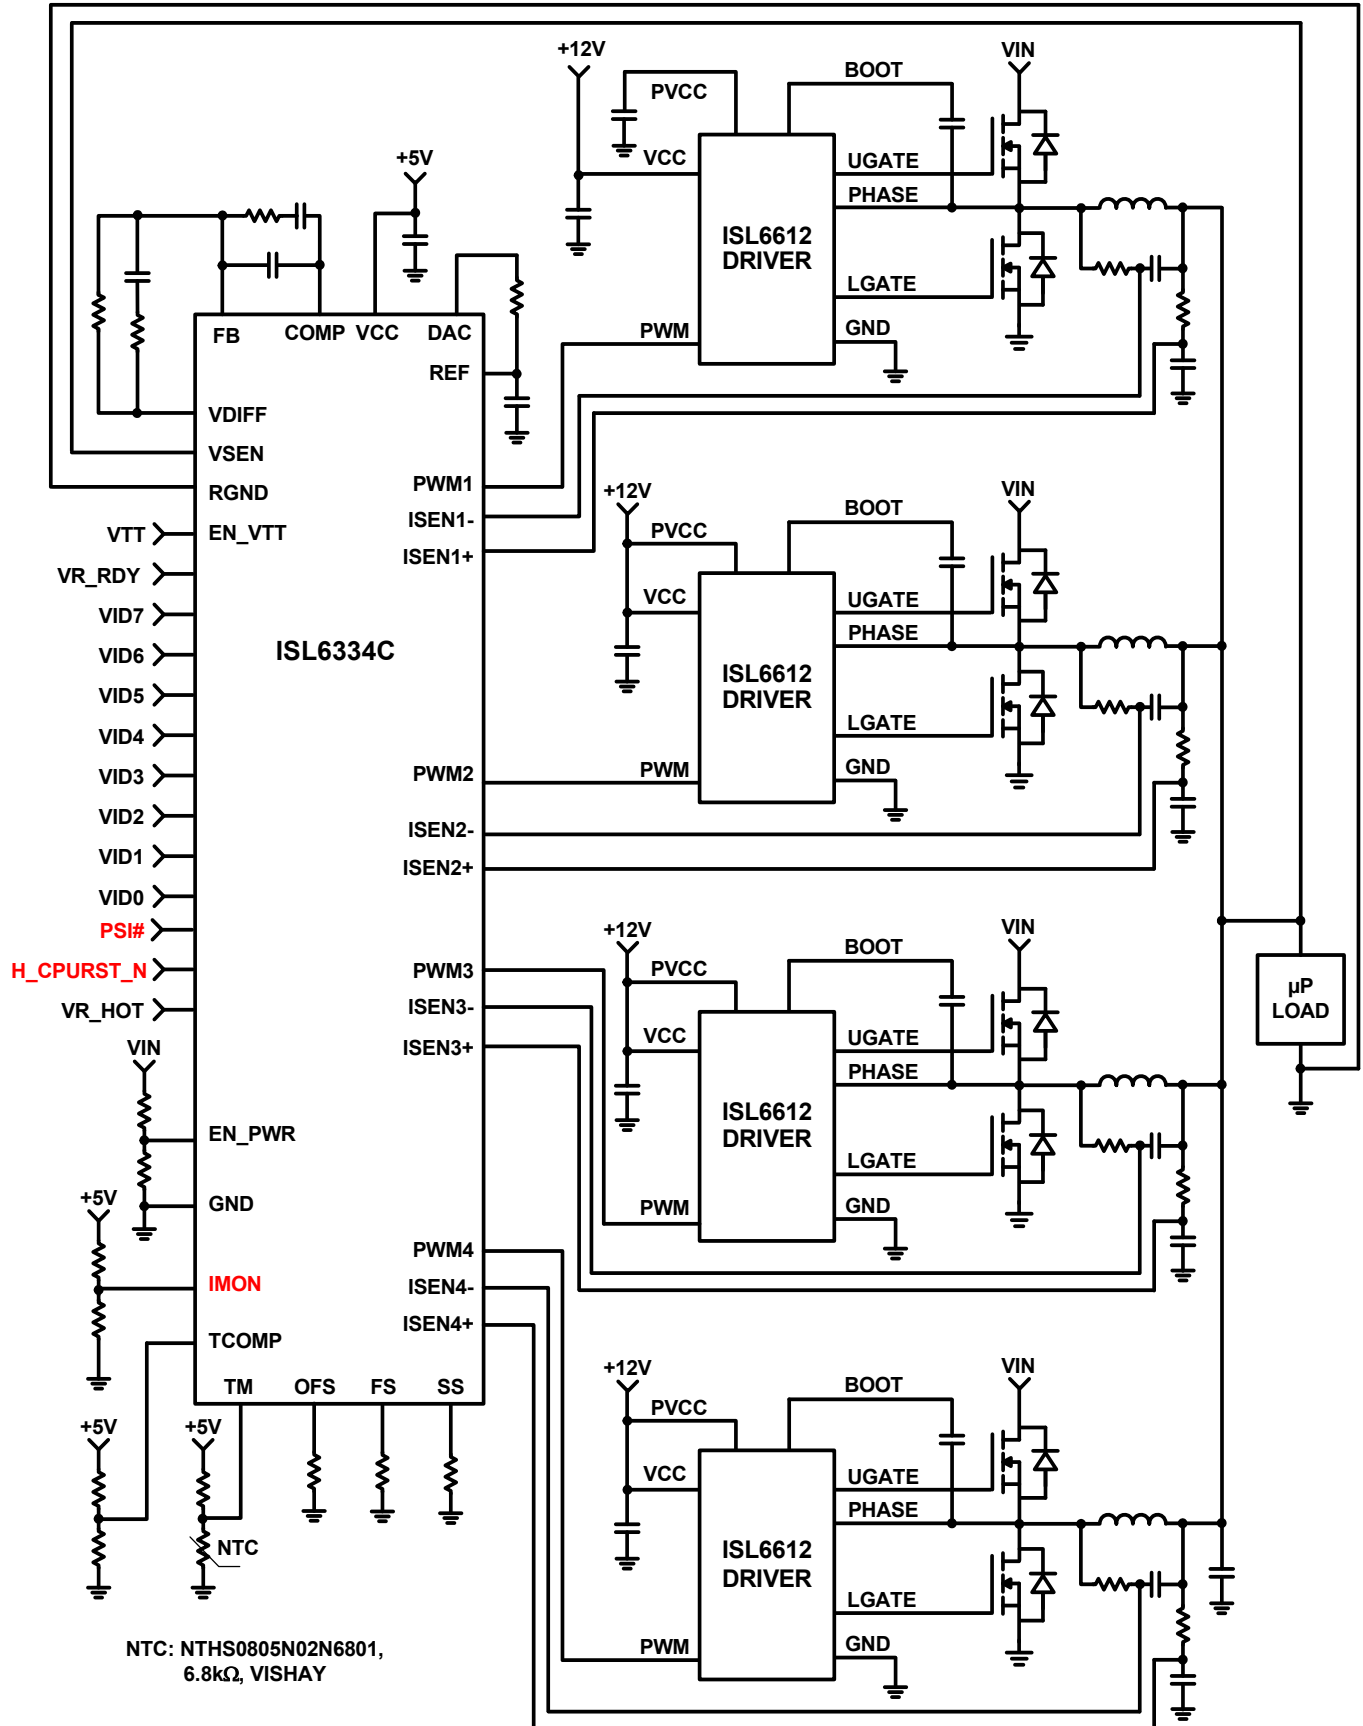 +12V
PVCC
BOOT
VIN
VCC
UGATE
PHASE
ISL6612
DRIVER
LGATE
PWM
GND
+5V
FB
COMP
VCC
DAC
REF
VDIFF
VSEN
RGND
VTT
EN_VTT
VR_RDY
VID7
VID6
VID5
VID4
VID3
VID2
VID1
VID0
PSI#
H_CPURST_N
VR_HOT
VIN
EN_PWR
GND
+5V
IMON
TCOMP
TM
OFS
FS
SS
+5V
+5V
NTC
NTC: NTHS0805N02N6801,
6.8kΩ, VISHAY
ISL6334C
PWM1
ISEN1-
ISEN1+
PWM2
ISEN2-
ISEN2+
PWM3
ISEN3-
ISEN3+
PWM4
ISEN4-
ISEN4+
+12V
PVCC
BOOT
VIN
VCC
UGATE
PHASE
ISL6612
DRIVER
LGATE
PWM
GND
+12V
PVCC
BOOT
VIN
VCC
UGATE
PHASE
ISL6612
DRIVER
LGATE
PWM
GND
+12V
PVCC
BOOT
VIN
VCC
UGATE
PHASE
ISL6612
DRIVER
LGATE
PWM
GND
µP
LOAD